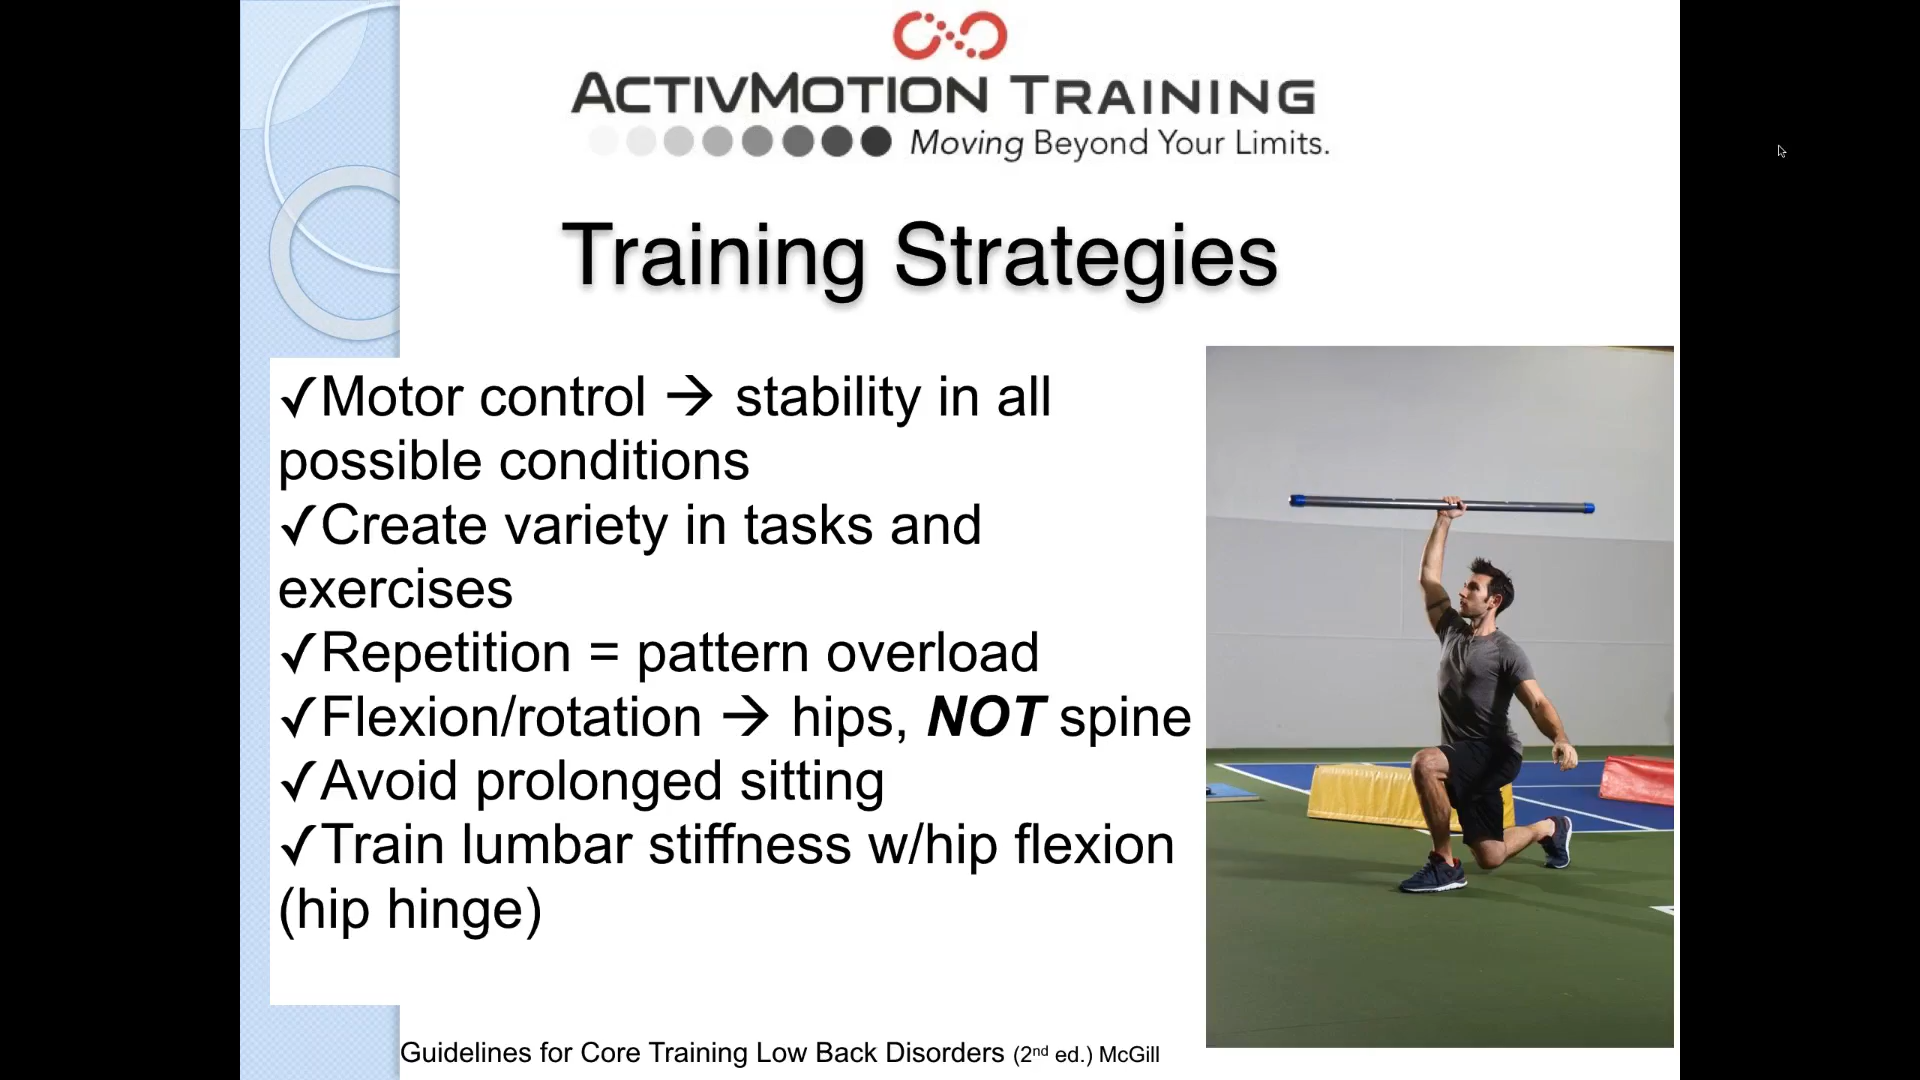 ACTIVMOTION TRAINING
Moving Beyond Your Limits.
Training Strategies
✓Motor control → stability in all
possible conditions
✓Create variety in tasks and
exercises
✓Repetition = pattern overload
✓Flexion/rotation → hips, NOT spine
✓Avoid prolonged sitting
✓Train lumbar stiffness w/hip flexion
(hip hinge)
Guidelines for Core Training Low Back Disorders (2nd ed.) McGill